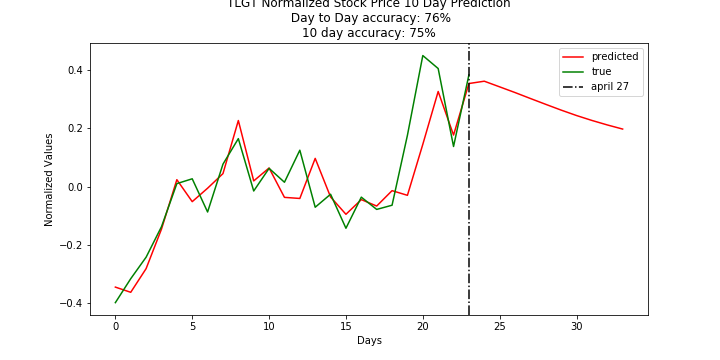 TLGT Normalized Stock Price 10 Day Prediction
Day to Day accuracy: 76%
10 day accuracy: 75%
Normalized Values
0.4
0.2
0.0
−0.2
−0.4
predicted
true
april 27
0 5 10 15 20 25 30
Days